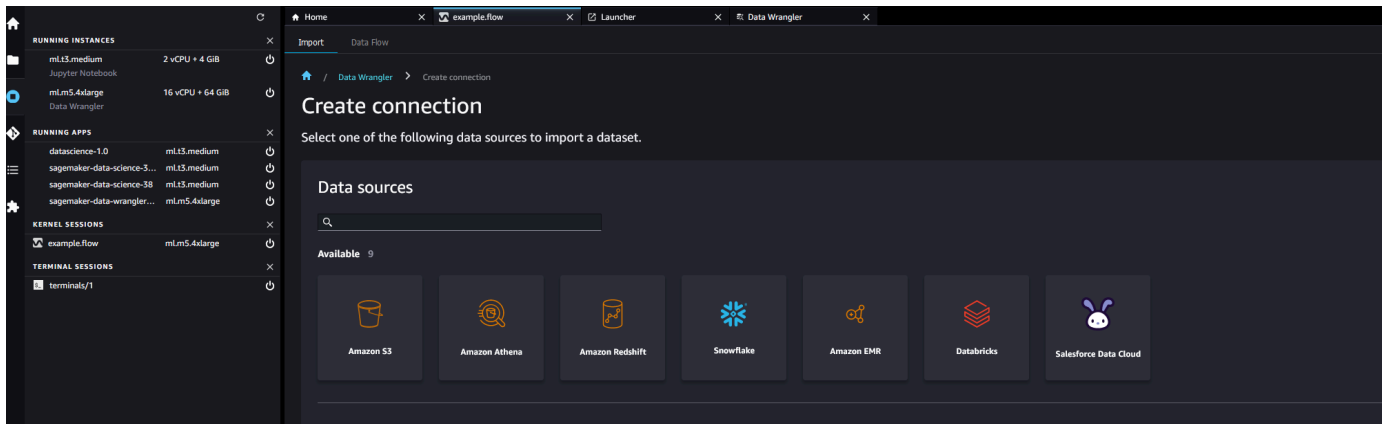 Home
example.flow
Launcher
Data Wrangler
RUNNING INSTANCES
ml.t3.medium 2 vCPU + 4 GiB
Jupyter Notebook
ml.m5.4xlarge 16 vCPU + 64 GiB
Data Wrangler
RUNNING APPS
datascience-1.0 ml.t3.medium
sagemaker-data-science-3... ml.t3.medium
sagemaker-data-science-38 ml.t3.medium
sagemaker-data-wrangler... ml.m5.4xlarge
KERNEL SESSIONS
example.flow ml.m5.4xlarge
TERMINAL SESSIONS
terminals/1
Import Data Flow
/ Data Wrangler > Create connection
Create connection
Select one of the following data sources to import a dataset.
Data sources
Available 9
Amazon S3
Amazon Athena
Amazon Redshift
Snowflake
Amazon EMR
Databricks
Salesforce Data Cloud